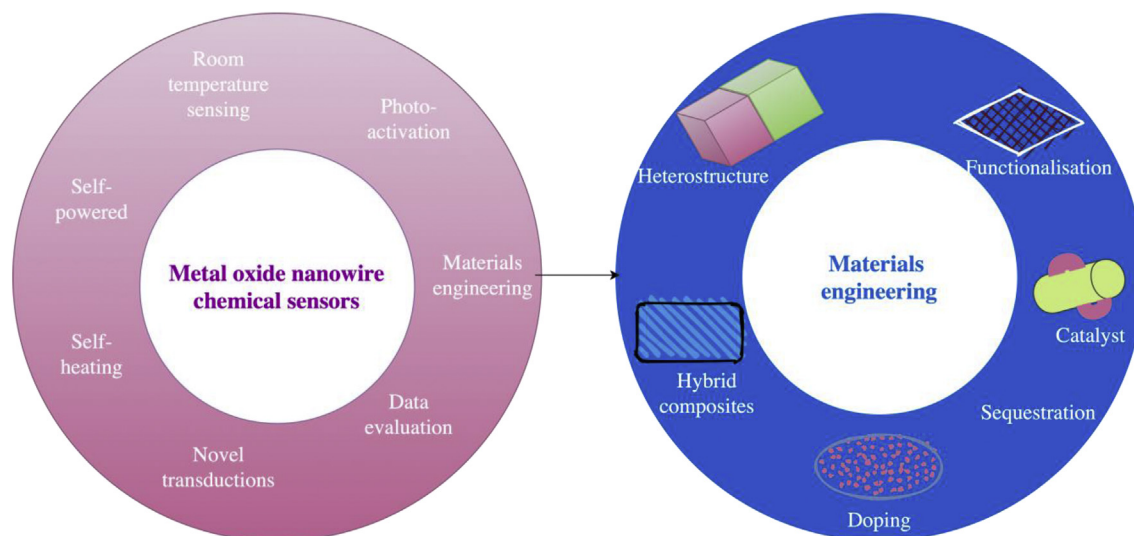 Room
temperature
sensing
Photo-
activation
Self-
powered
Metal oxide nanowire
chemical sensors
Materials
engineering
Self-
heating
Data
evaluation
Novel
transductions
Heterostructure
Functionalisation
Materials
engineering
Catalyst
Hybrid
composites
Sequestration
Doping